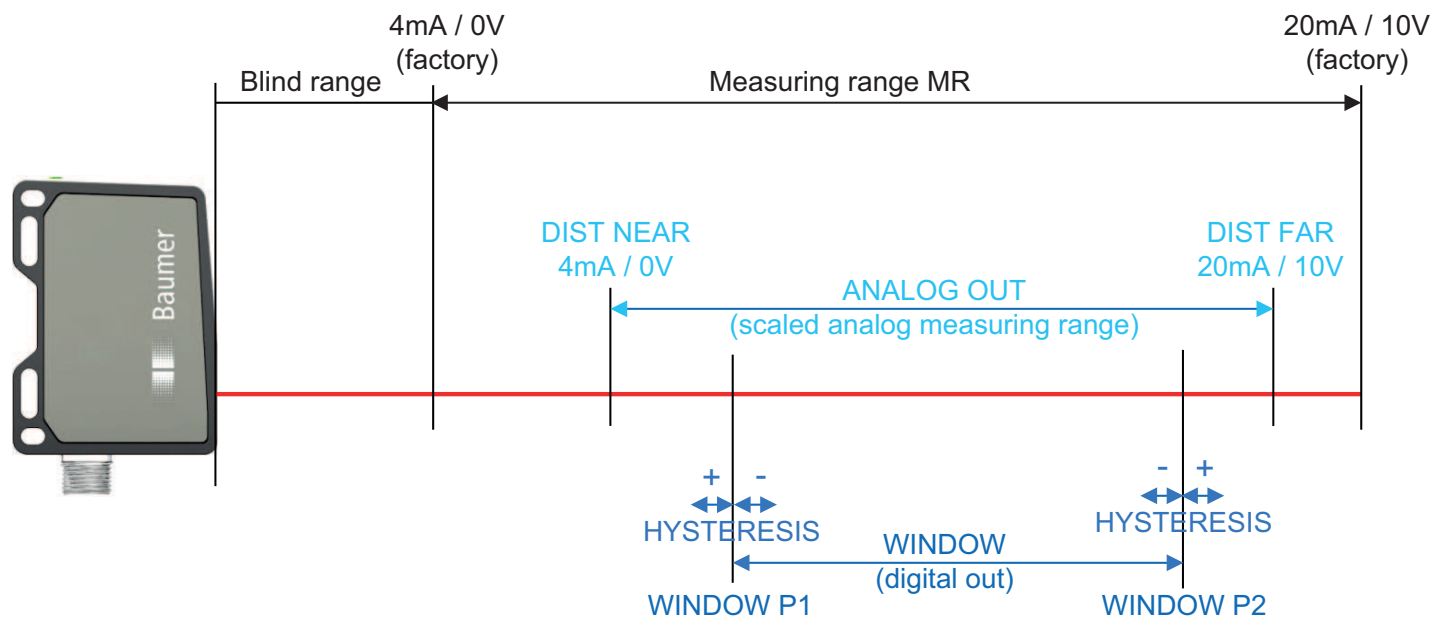 4mA / 0V
(factory)
20mA / 10V
(factory)
Blind range
Measuring range MR
Baumer
DIST NEAR
4mA / 0V
DIST FAR
20mA / 10V
ANALOG OUT
(scaled analog measuring range)
+ -
HYSTERESIS
- +
HYSTERESIS
WINDOW
(digital out)
WINDOW P1
WINDOW P2